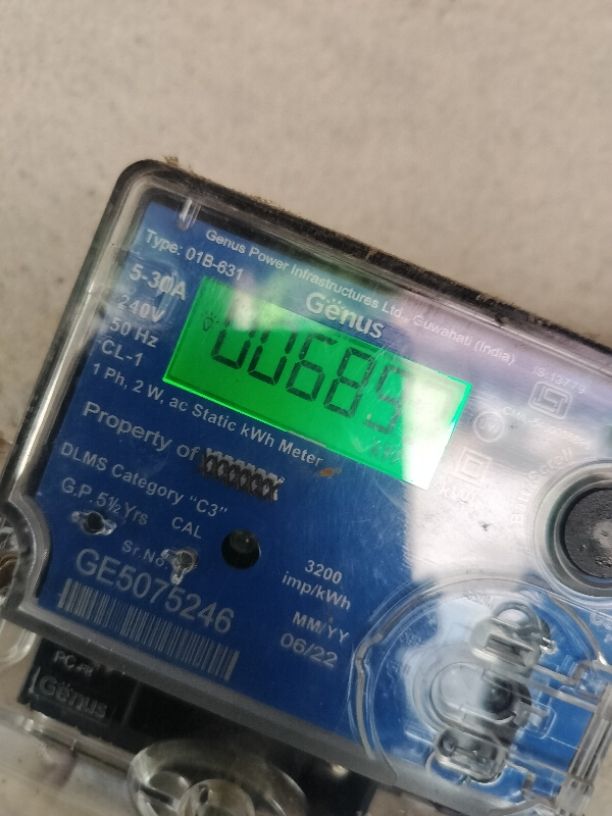 Genus Power Infrastructures Ltd., Guwahati (India)
Type: 01B-631
Genus
5-30A
240V
50 Hz
CL-1
00685
IS-13779
1 Ph, 2 W, ac Static kWh Meter
Property of
DLMS Category "C3"
G.P. 5½ Yrs
CAL
Sr.No.
GE5075246
3200
imp/kWh
MM/YY
06/22
Genus